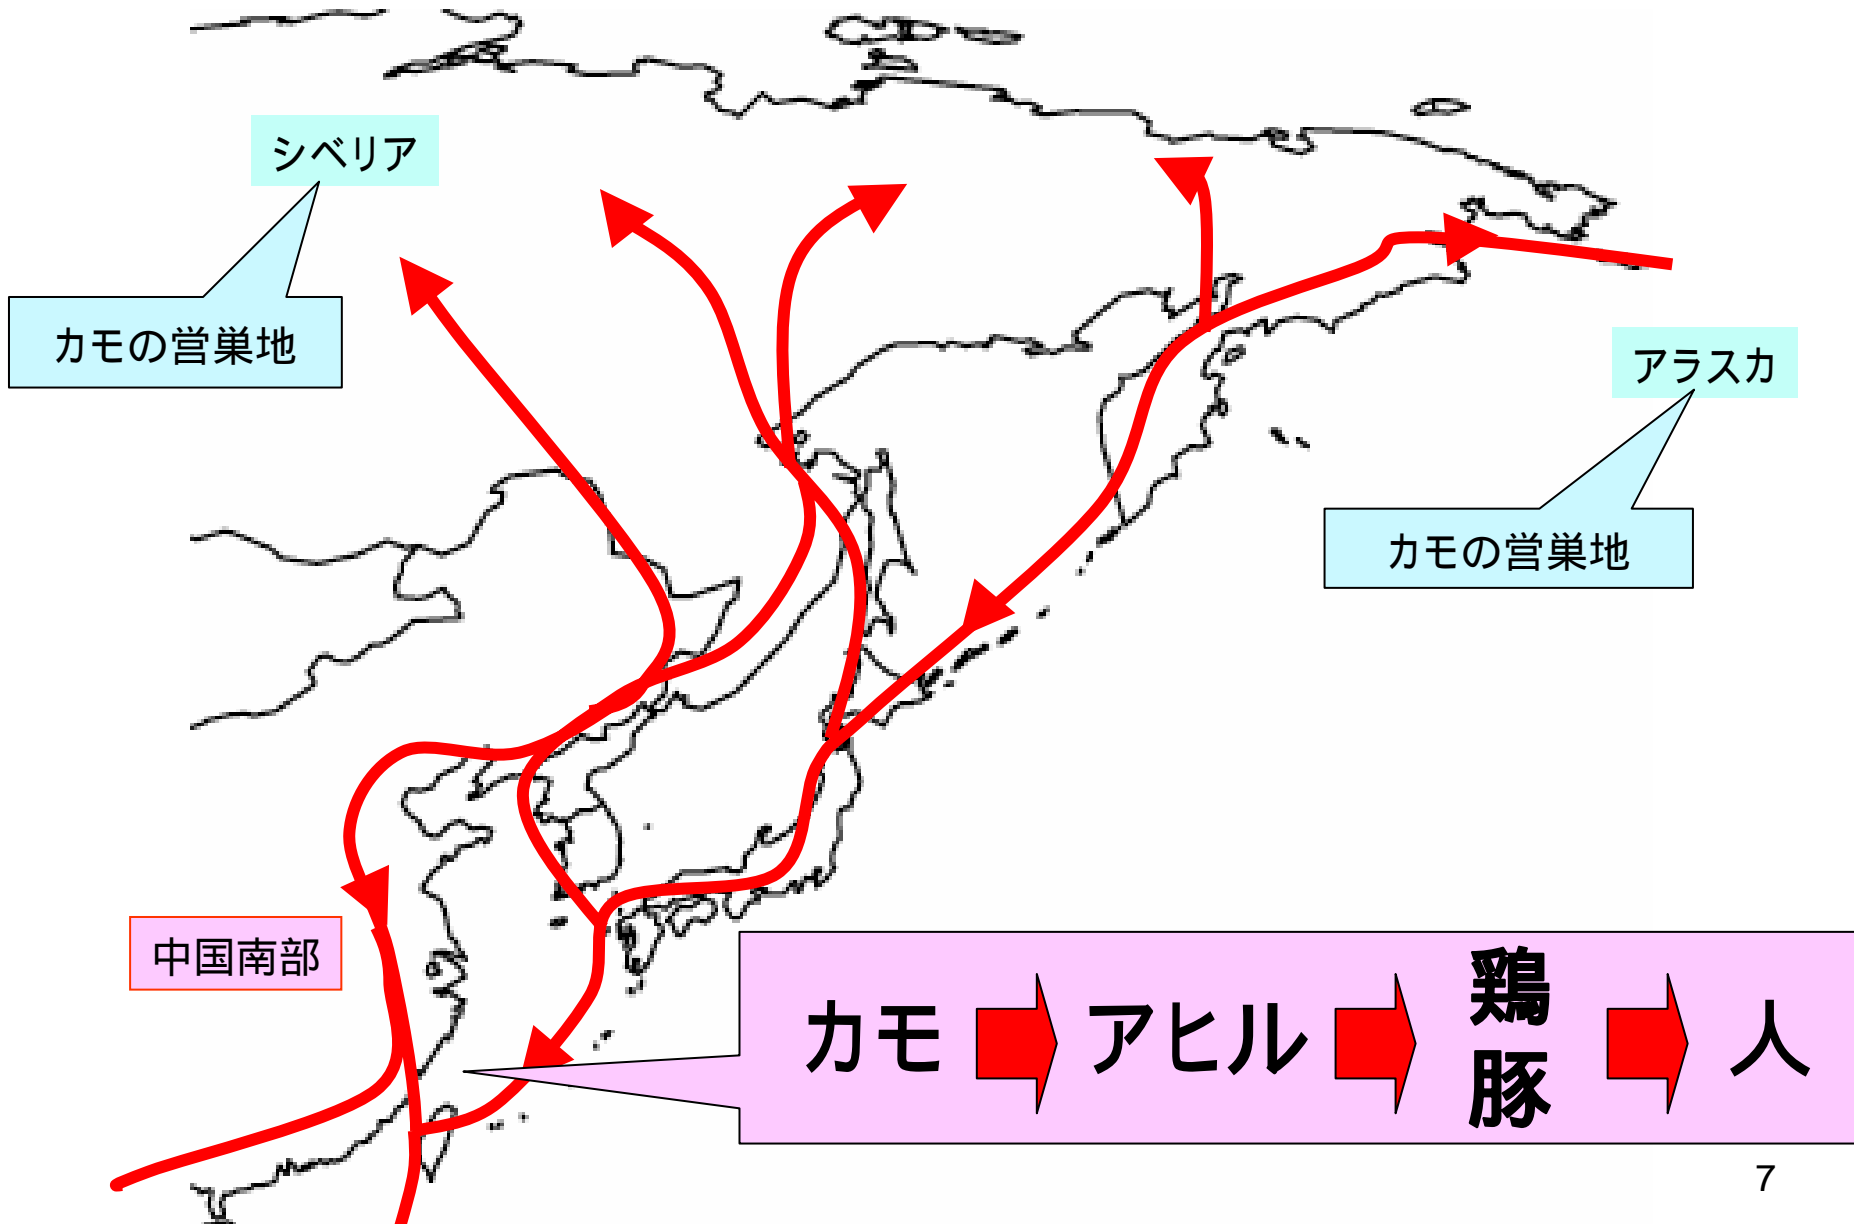 シベリア
カモの営巣地
アラスカ
カモの営巣地
中国南部
カモ アヒル 鶏 人
豚
7